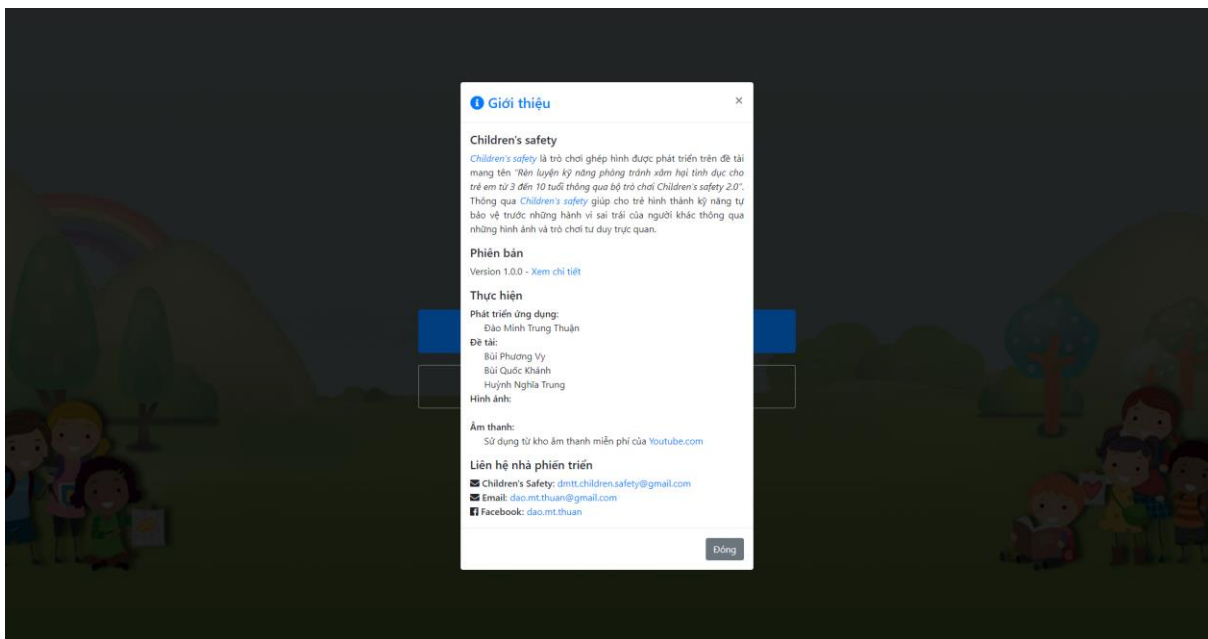 Giới thiệu
×
Children's safety
Children's safety là trò chơi ghép hình được phát triển trên đề tài
mang tên "Rèn luyện kỹ năng phòng tránh xâm hại tình dục cho
trẻ em từ 3 đến 10 tuổi thông qua bộ trò chơi Children's safety 2.0".
Thông qua Children's safety giúp cho trẻ hình thành kỹ năng tự
bảo vệ trước những hành vi sai trái của người khác thông qua
những hình ảnh và trò chơi tư duy trực quan.
Phiên bản
Version 1.0.0 - Xem chi tiết
Thực hiện
Phát triển ứng dụng:
Đào Minh Trung Thuận
Đề tài:
Bùi Phương Vy
Bùi Quốc Khánh
Huỳnh Nghĩa Trung
Hình ảnh:
Âm thanh:
Sử dụng từ kho âm thanh miễn phí của Youtube.com
Liên hệ nhà phiến triển
Children's Safety: dmtt.children.safety@gmail.com
Email: dao.mt.thuan@gmail.com
Facebook: dao.mt.thuan
Đóng